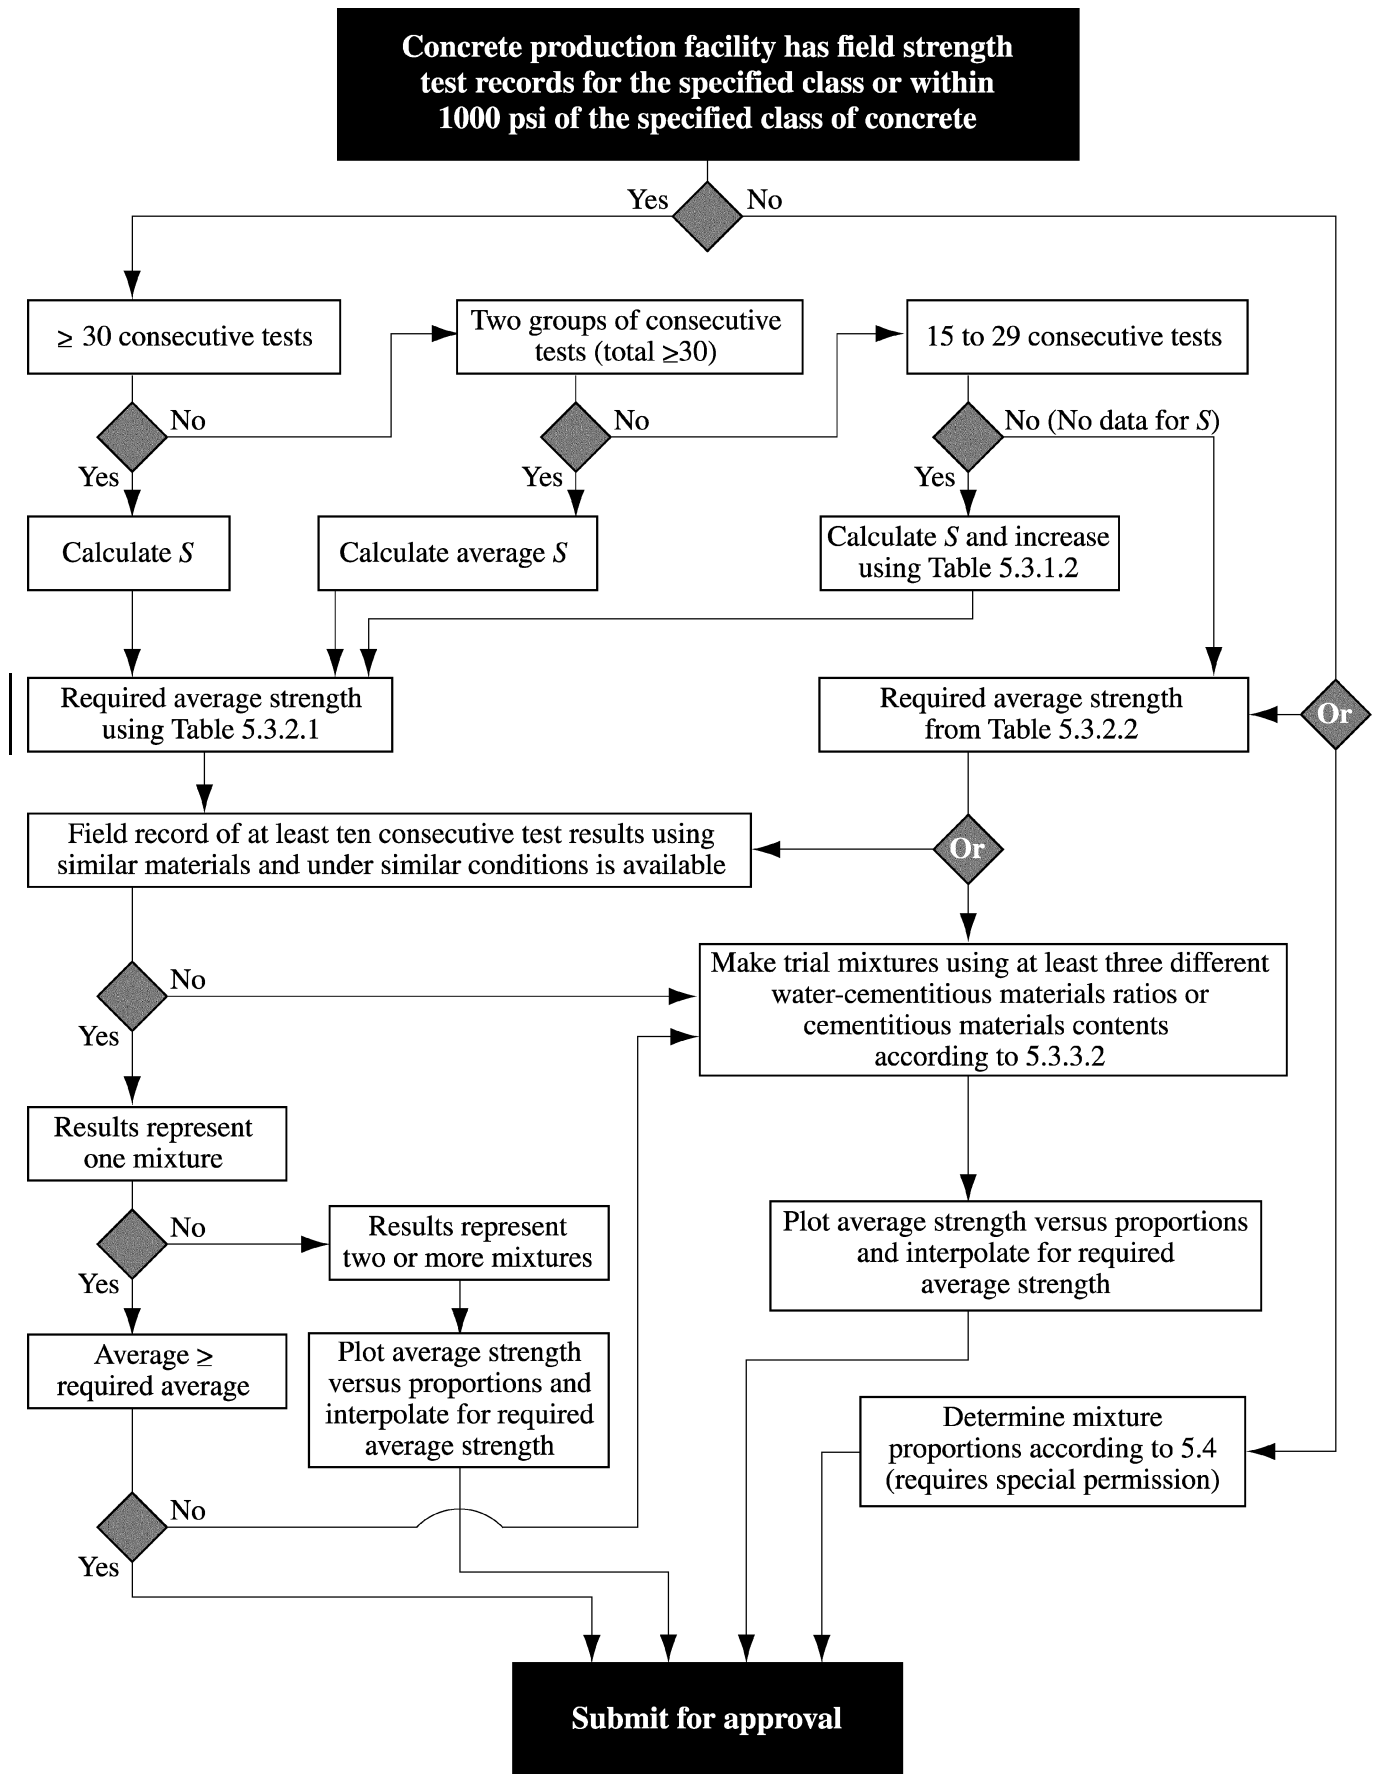 Concrete production facility has field strength
test records for the specified class or within
1000 psi of the specified class of concrete
Yes
No
≥ 30 consecutive tests
Two groups of consecutive
tests (total ≥30)
15 to 29 consecutive tests
No
No
No (No data for S)
Yes
Yes
Yes
Calculate S
Calculate average S
Calculate S and increase
using Table 5.3.1.2
Required average strength
using Table 5.3.2.1
Required average strength
from Table 5.3.2.2
Or
Field record of at least ten consecutive test results using
similar materials and under similar conditions is available
Or
No
Yes
Make trial mixtures using at least three different
water-cementitious materials ratios or
cementitious materials contents
according to 5.3.3.2
Results represent
one mixture
No
Yes
Results represent
two or more mixtures
Plot average strength versus proportions
and interpolate for required
average strength
Average ≥
required average
Plot average strength
versus proportions and
interpolate for required
average strength
Determine mixture
proportions according to 5.4
(requires special permission)
No
Yes
Submit for approval